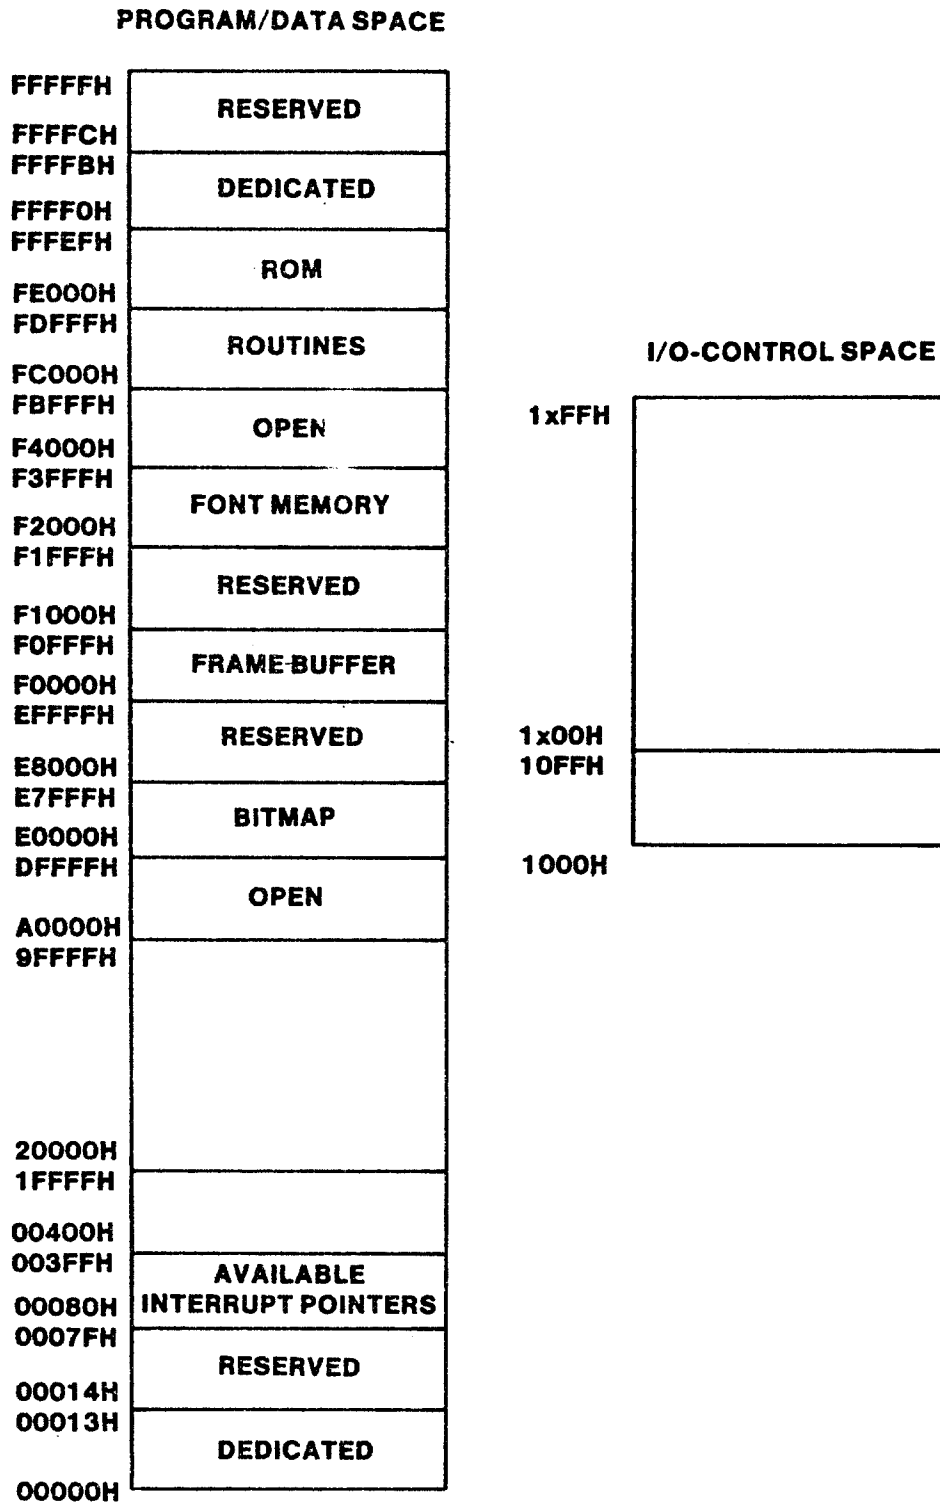 PROGRAM/DATA SPACE
FFFFFH
RESERVED
FFFFCH
FFFFBH
DEDICATED
FFFF0H
FFFEFH
ROM
FE000H
FDFFFH
ROUTINES
FC000H
FBFFFH
OPEN
F4000H
F3FFFH
FONT MEMORY
F2000H
F1FFFH
RESERVED
F1000H
F0FFFH
FRAME BUFFER
F0000H
EFFFFH
RESERVED
E8000H
E7FFFH
BITMAP
E0000H
DFFFFH
OPEN
A0000H
9FFFFH
20000H
1FFFFH
00400H
003FFH
AVAILABLE
INTERRUPT POINTERS
00080H
0007FH
RESERVED
00014H
00013H
DEDICATED
00000H
I/O-CONTROL SPACE
1xFFH
1x00H
10FFH
1000H